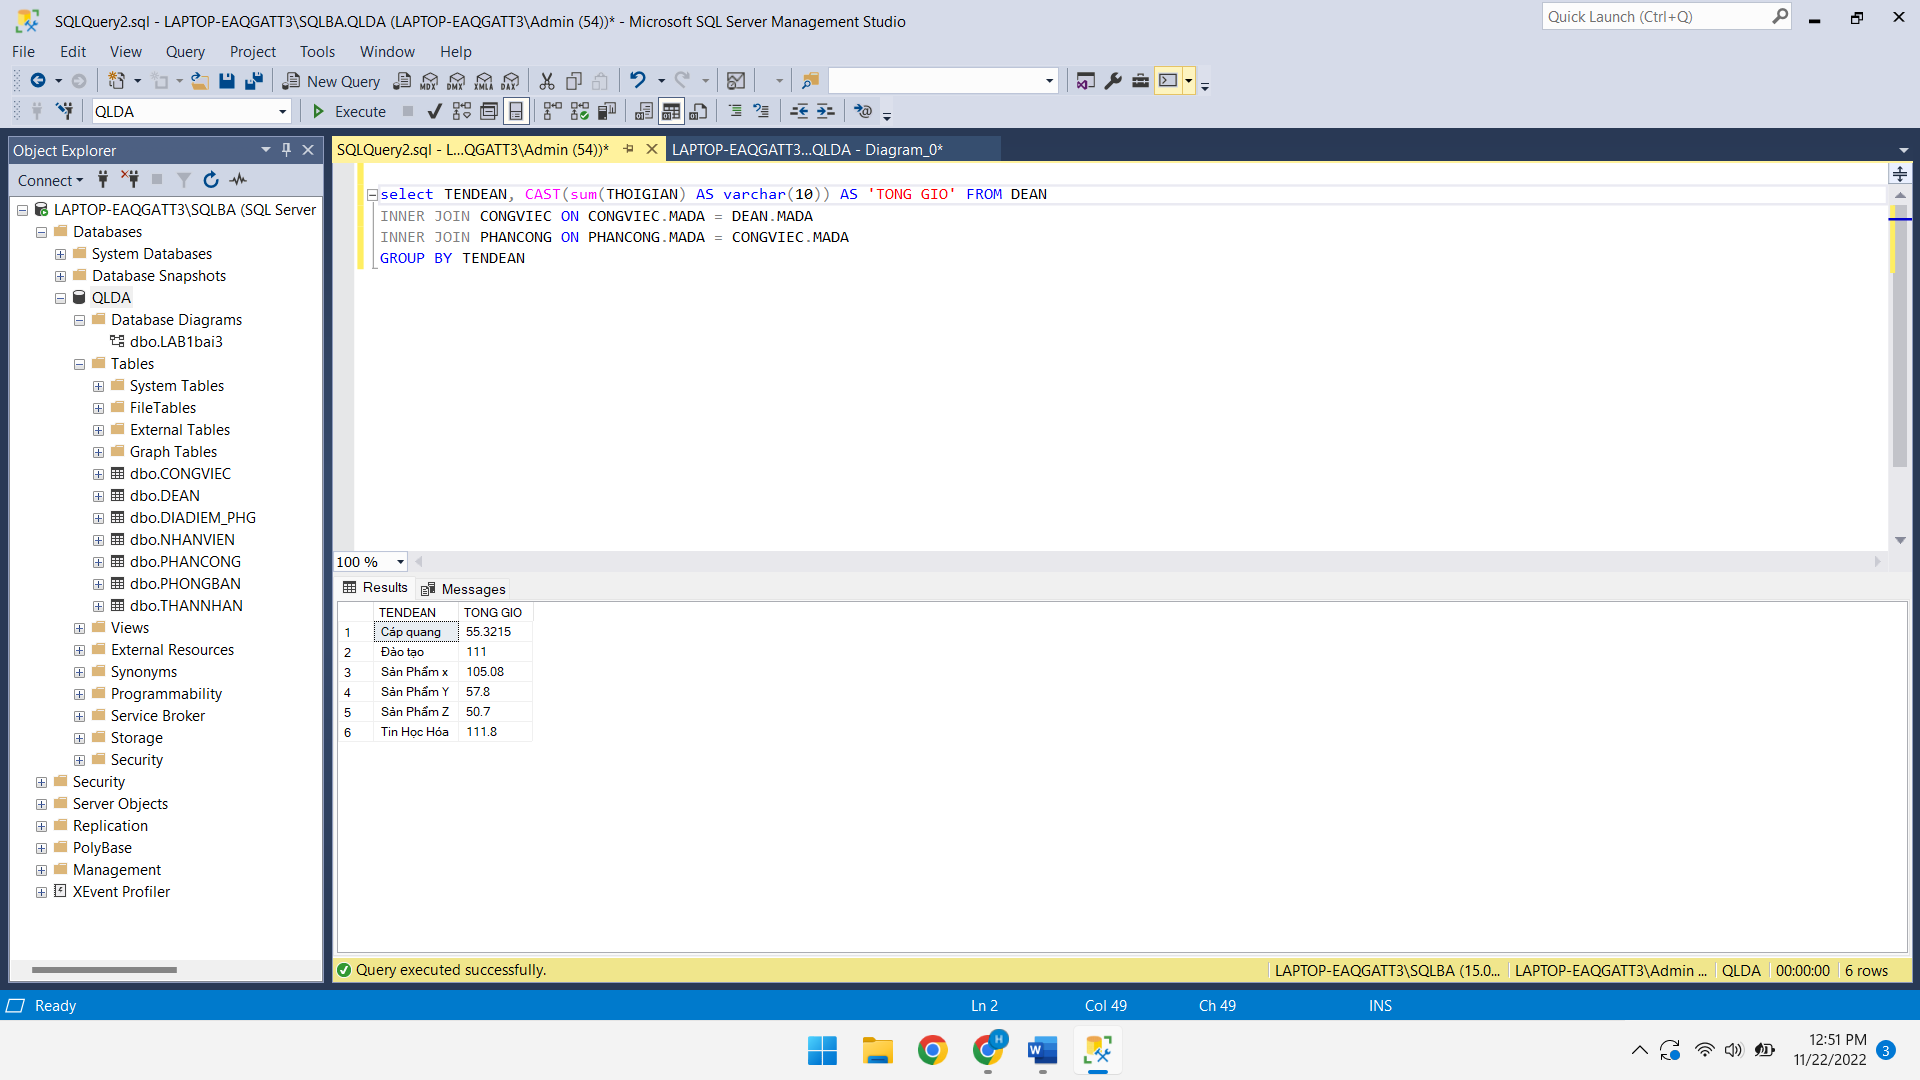 SQLQuery2.sql - LAPTOP-EAQGATT3\SQLBA.QLDA (LAPTOP-EAQGATT3\Admin (54))* - Microsoft SQL Server Management Studio
Quick Launch (Ctrl+Q)
File Edit View Query Project Tools Window Help
New Query MDX DMX XMLA DAX
QLDA Execute
Object Explorer
SQLQuery2.sql - L...QGATT3\Admin (54))*
LAPTOP-EAQGATT3...QLDA - Diagram_0*
Connect
LAPTOP-EAQGATT3\SQLBA (SQL Server
Databases
System Databases
Database Snapshots
QLDA
Database Diagrams
dbo.LAB1bai3
Tables
System Tables
FileTables
External Tables
Graph Tables
dbo.CONGVIEC
dbo.DEAN
dbo.DIADIEM_PHG
dbo.NHANVIEN
dbo.PHANCONG
dbo.PHONGBAN
dbo.THANNHAN
Views
External Resources
Synonyms
Programmability
Service Broker
Storage
Security
Security
Server Objects
Replication
PolyBase
Management
XEvent Profiler
select TENDEAN, CAST(sum(THOIGIAN) AS varchar(10)) AS 'TONG GIO' FROM DEAN
INNER JOIN CONGVIEC ON CONGVIEC.MADA = DEAN.MADA
INNER JOIN PHANCONG ON PHANCONG.MADA = CONGVIEC.MADA
GROUP BY TENDEAN
100 %
Results Messages
TENDEAN TONG GIO
1 Cáp quang 55.3215
2 Đào tạo 111
3 Sản Phẩm x 105.08
4 Sản Phẩm Y 57.8
5 Sản Phẩm Z 50.7
6 Tin Học Hóa 111.8
Query executed successfully.
LAPTOP-EAQGATT3\SQLBA (15.0... LAPTOP-EAQGATT3\Admin ... QLDA 00:00:00 6 rows
Ready Ln 2 Col 49 Ch 49 INS
H
W
12:51 PM
11/22/2022
3